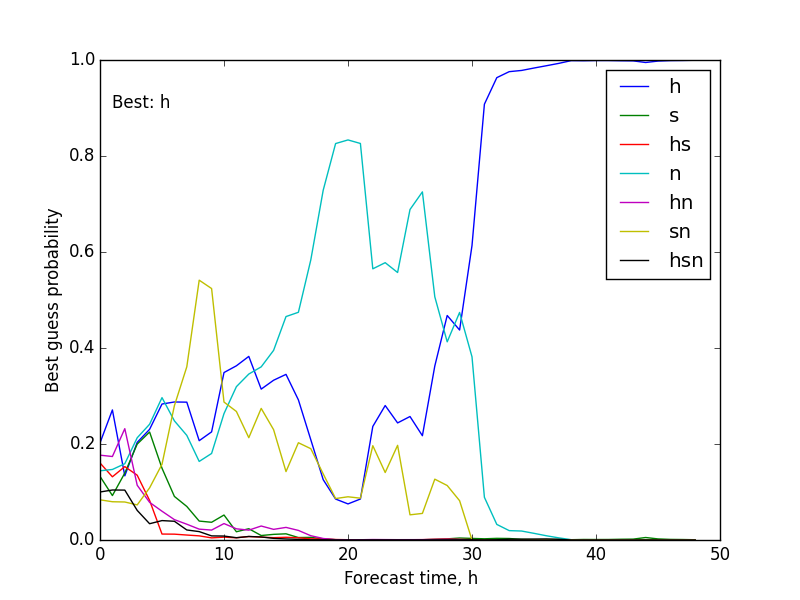 1.0
0.8
0.6
0.4
0.2
0.0
Best guess probability
Best: h
h
s
hs
n
hn
sn
hsn
0 10 20 30 40 50
Forecast time, h